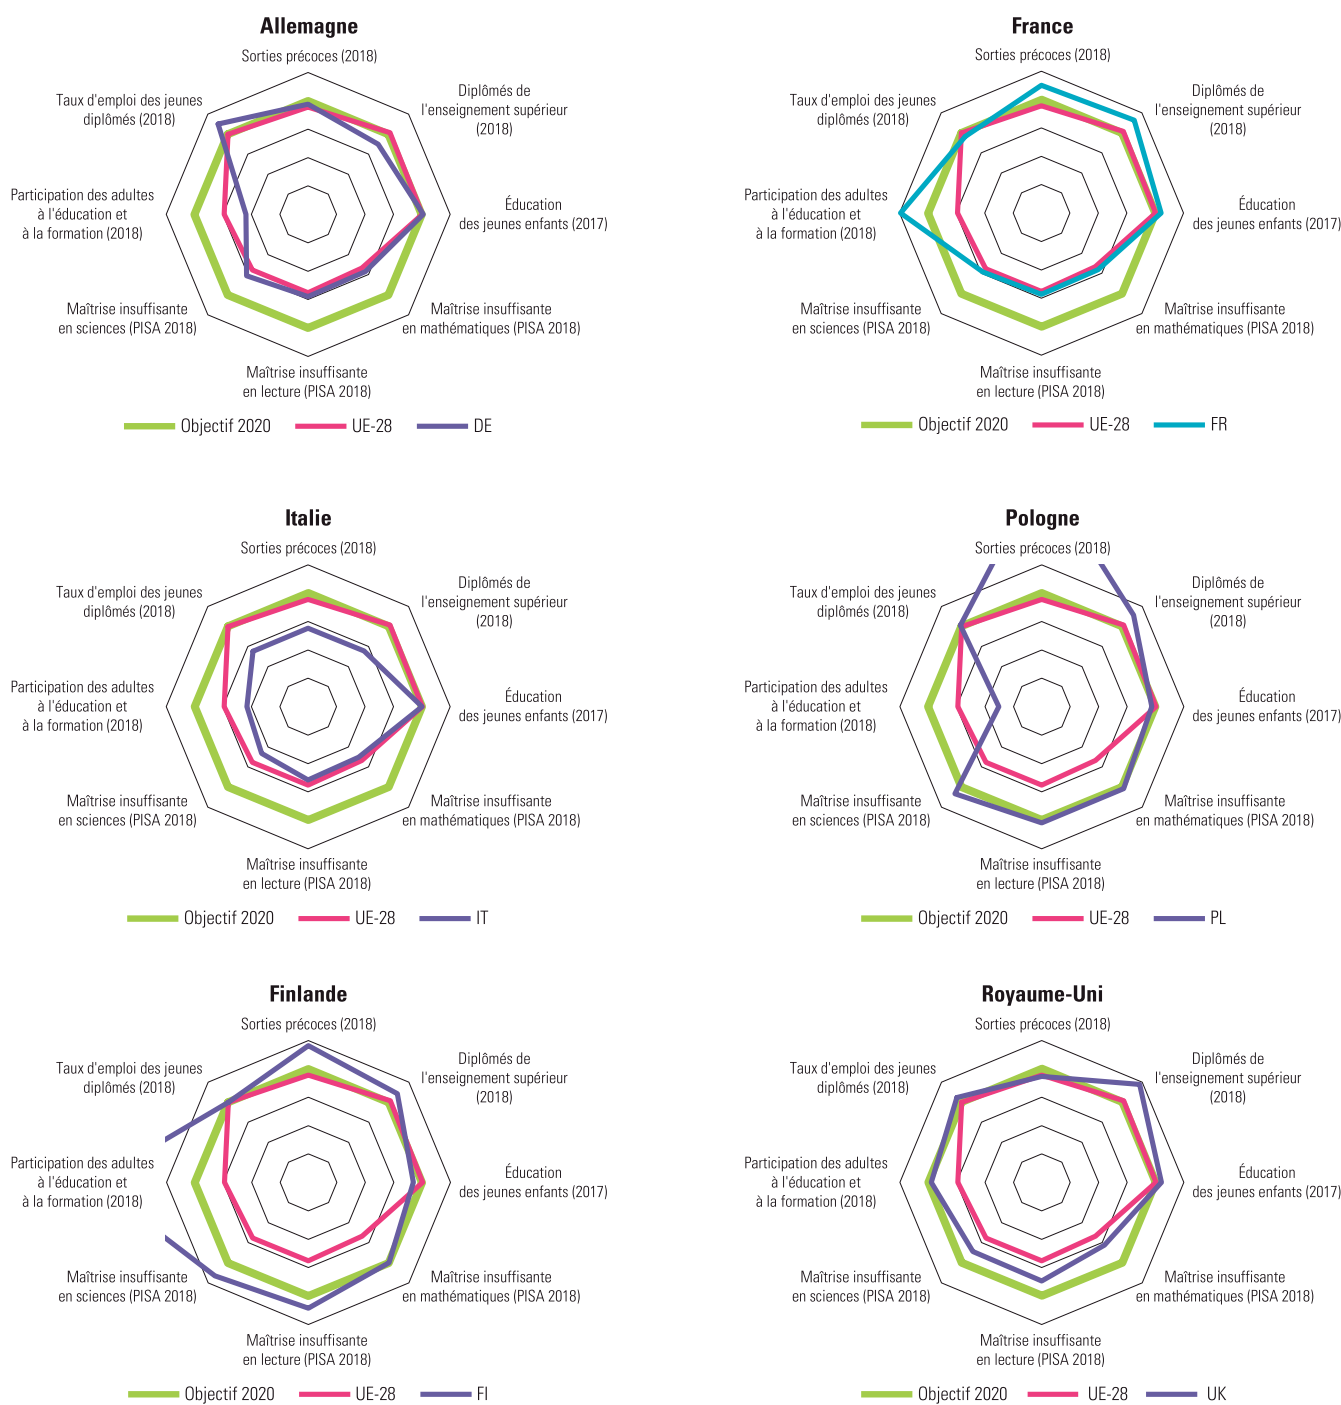 Allemagne
Sorties précoces (2018)
Diplômés de
l'enseignement supérieur
(2018)
Éducation
des jeunes enfants (2017)
Maîtrise insuffisante
en mathématiques (PISA 2018)
Maîtrise insuffisante
en lecture (PISA 2018)
Maîtrise insuffisante
en sciences (PISA 2018)
Participation des adultes
à l'éducation et
à la formation (2018)
Taux d'emploi des jeunes
diplômés (2018)
Objectif 2020
UE-28
DE
France
Sorties précoces (2018)
Diplômés de
l'enseignement supérieur
(2018)
Éducation
des jeunes enfants (2017)
Maîtrise insuffisante
en mathématiques (PISA 2018)
Maîtrise insuffisante
en lecture (PISA 2018)
Maîtrise insuffisante
en sciences (PISA 2018)
Participation des adultes
à l'éducation et
à la formation (2018)
Taux d'emploi des jeunes
diplômés (2018)
Objectif 2020
UE-28
FR
Italie
Sorties précoces (2018)
Diplômés de
l'enseignement supérieur
(2018)
Éducation
des jeunes enfants (2017)
Maîtrise insuffisante
en mathématiques (PISA 2018)
Maîtrise insuffisante
en lecture (PISA 2018)
Maîtrise insuffisante
en sciences (PISA 2018)
Participation des adultes
à l'éducation et
à la formation (2018)
Taux d'emploi des jeunes
diplômés (2018)
Objectif 2020
UE-28
IT
Pologne
Sorties précoces (2018)
Diplômés de
l'enseignement supérieur
(2018)
Éducation
des jeunes enfants (2017)
Maîtrise insuffisante
en mathématiques (PISA 2018)
Maîtrise insuffisante
en lecture (PISA 2018)
Maîtrise insuffisante
en sciences (PISA 2018)
Participation des adultes
à l'éducation et
à la formation (2018)
Taux d'emploi des jeunes
diplômés (2018)
Objectif 2020
UE-28
PL
Finlande
Sorties précoces (2018)
Diplômés de
l'enseignement supérieur
(2018)
Éducation
des jeunes enfants (2017)
Maîtrise insuffisante
en mathématiques (PISA 2018)
Maîtrise insuffisante
en lecture (PISA 2018)
Maîtrise insuffisante
en sciences (PISA 2018)
Participation des adultes
à l'éducation et
à la formation (2018)
Taux d'emploi des jeunes
diplômés (2018)
Objectif 2020
UE-28
FI
Royaume-Uni
Sorties précoces (2018)
Diplômés de
l'enseignement supérieur
(2018)
Éducation
des jeunes enfants (2017)
Maîtrise insuffisante
en mathématiques (PISA 2018)
Maîtrise insuffisante
en lecture (PISA 2018)
Maîtrise insuffisante
en sciences (PISA 2018)
Participation des adultes
à l'éducation et
à la formation (2018)
Taux d'emploi des jeunes
diplômés (2018)
Objectif 2020
UE-28
UK